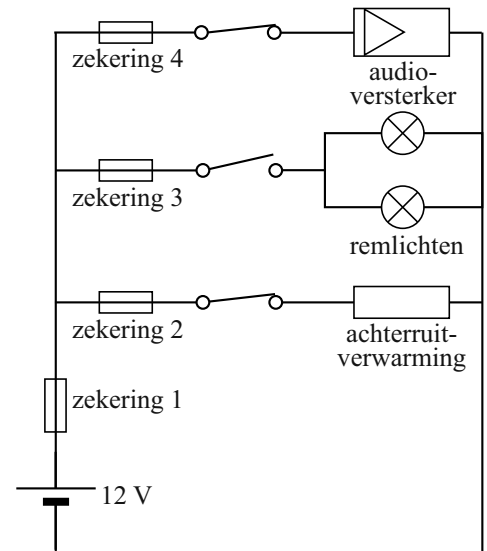 zekering 4
audio-
versterker
zekering 3
remlichten
zekering 2
achterruit-
verwarming
zekering 1
12 V